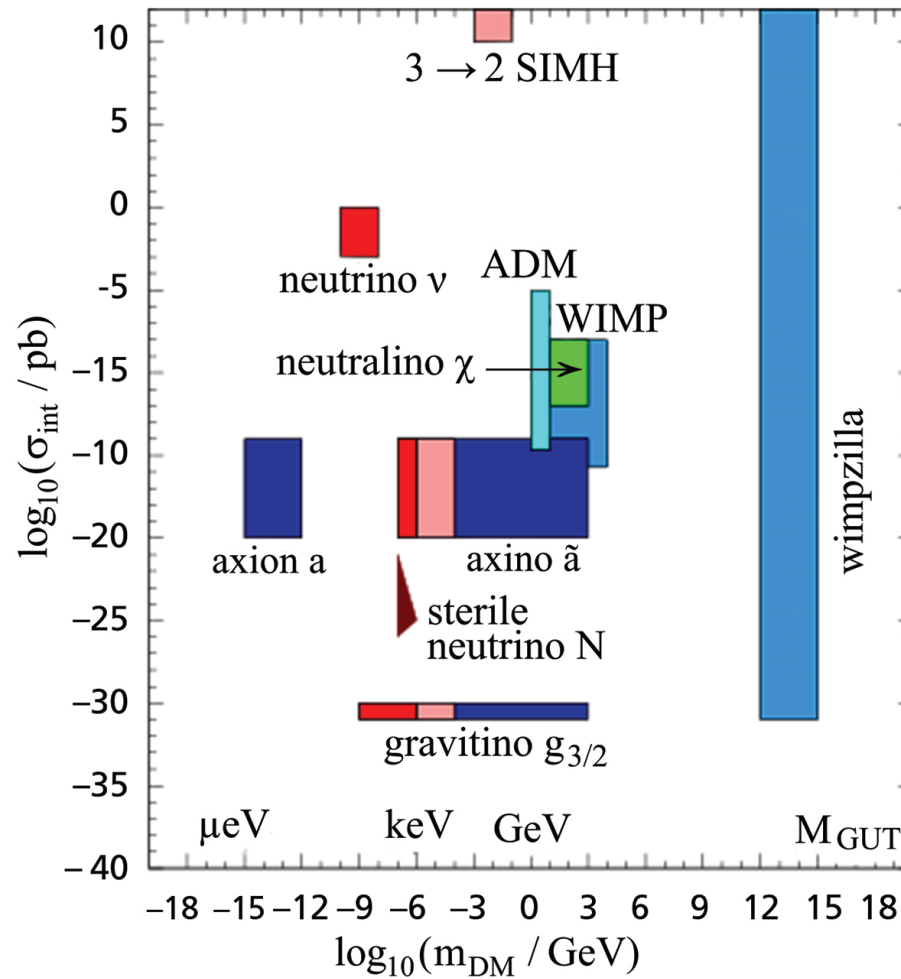 10
3 → 2 SIMH
5
0
neutrino ν
ADM
-5
WIMP
neutralino χ
−15
−10
−20
axion a
axino ã
sterile
neutrino N
−25
−30
gravitino g3/2
−35
μeV
keV
GeV
MGUT
−40
wimpzilla
log10(σint / pb)
−18 −15 −12 −9 −6 −3 0 3 6 9 12 15 18
log10(mDM / GeV)